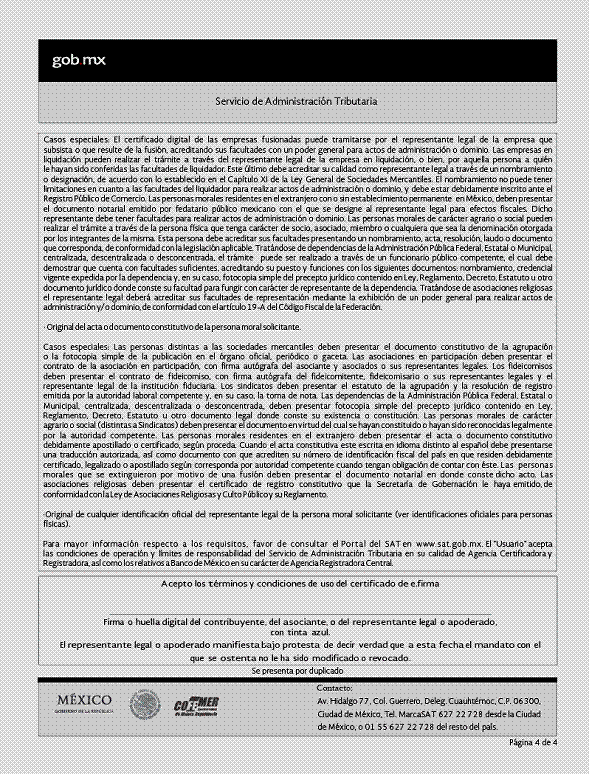 gob.mx
Servicio de Administración Tributaria
Casos especiales: El certificado digital de las empresas fusionadas puede tramitarse por el representante legal de la empresa que
subsista o que resulte de la fusión, acreditando sus facultades con un poder general para actos de administración o dominio. Las empresas en
liquidación pueden realizar el trámite a través del representante legal de la empresa en liquidación, o bien, por aquella persona a quién
le hayan sido conferidas las facultades de liquidador. Este último debe acreditar su calidad como representante legal a través de un nombramiento
o designación, de acuerdo con lo establecido en el Capítulo XI de la Ley General de Sociedades Mercantiles. El nombramiento no puede tener
limitaciones en cuanto a las facultades del liquidador para realizar actos de administración o dominio, y debe estar debidamente inscrito ante el
Registro Público de Comercio. Las personas morales residentes en el extranjero con o sin establecimiento permanente en México, deben presentar
el documento notarial emitido por fedatario público mexicano con el que se designe al representante legal para efectos fiscales. Dicho
representante debe tener facultades para realizar actos de administración o dominio. Las personas morales de carácter agrario o social pueden
realizar el trámite a través de la persona física que tenga carácter de socio, asociado, miembro o cualquiera que sea la denominación otorgada
por los integrantes de la misma. Esta persona debe acreditar sus facultades presentando un nombramiento, acta, resolución, laudo o documento
que corresponda, de conformidad con la legislación aplicable. Tratándose de dependencias de la Administración Pública Federal, Estatal o Municipal,
centralizada, descentralizada o desconcentrada, el trámite puede ser realizado a través de un funcionario público competente, el cual debe
demostrar que cuenta con facultades suficientes, acreditando su puesto y funciones con los siguientes documentos: nombramiento, credencial
vigente expedida por la dependencia y, en su caso, fotocopia simple del precepto jurídico contenido en Ley, Reglamento, Decreto, Estatuto u otro
documento jurídico donde conste su facultad para fungir con carácter de representante de la dependencia. Tratándose de asociaciones religiosas
el representante legal deberá acreditar sus facultades de representación mediante la exhibición de un poder general para realizar actos de
administración y/o dominio, de conformidad con el artículo 19-A del Código Fiscal de la Federación.
· Original del acta o documento constitutivo de la persona moral solicitante.
Casos especiales: Las personas distintas a las sociedades mercantiles deben presentar el documento constitutivo de la agrupación
o la fotocopia simple de la publicación en el órgano oficial, periódico o gaceta. Las asociaciones en participación deben presentar el
contrato de la asociación en participación, con firma autógrafa del asociante y asociados o sus representantes legales. Los fideicomisos
deben presentar el contrato de fideicomiso, con firma autógrafa del fideicomitente, fideicomisario o sus representantes legales y el
representante legal de la institución fiduciaria. Los sindicatos deben presentar el estatuto de la agrupación y la resolución de registro
emitida por la autoridad laboral competente y, en su caso, la toma de nota. Las dependencias de la Administración Pública Federal, Estatal o
Municipal, centralizada, descentralizada o desconcentrada, deben presentar fotocopia simple del precepto jurídico contenido en Ley,
Reglamento, Decreto, Estatuto u otro documento legal donde conste su existencia o constitución. Las personas morales de carácter
agrario o social (distintas a Sindicatos) deben presentar el documento en virtud del cual se hayan constituido o hayan sido reconocidas legalmente
por la autoridad competente. Las personas morales residentes en el extranjero deben presentar el acta o documento constitutivo
debidamente apostillado o certificado, según proceda. Cuando el acta constitutiva este escrita en idioma distinto al español debe presentarse
una traducción autorizada, así como documento con que acrediten su número de identificación fiscal del país en que residen debidamente
certificado, legalizado o apostillado según corresponda por autoridad competente cuando tengan obligación de contar con éste. Las personas
morales que se extinguieron por motivo de una fusión deben presentar el documento notarial en donde conste dicho acto. Las
asociaciones religiosas deben presentar el certificado de registro constitutivo que la Secretaría de Gobernación le haya emitido, de
conformidad con la Ley de Asociaciones Religiosas y Culto Público y su Reglamento.
·Original de cualquier identificación oficial del representante legal de la persona moral solicitante (ver identificaciones oficiales para personas
físicas).
Para mayor información respecto a los requisitos, favor de consultar el Portal del SAT en www.sat.gob.mx. El "Usuario" acepta
las condiciones de operación y límites de responsabilidad del Servicio de Administración Tributaria en su calidad de Agencia Certificadora y
Registradora, así como los relativos a Banco de México en su carácter de Agencia Registradora Central.
Acepto los términos y condiciones de uso del certificado de e.firma
Firma o huella digital del contribuyente, del asociante, o del representante legal o apoderado,
con tinta azul.
El representante legal o apoderado manifiesta bajo protesta de decir verdad que a esta fecha el mandato con el
que se ostenta no le ha sido modificado o revocado.
Se presenta por duplicado
MÉXICO
GOBIERNO DE LA REPÚBLICA
COFEMER
Contacto:
Av. Hidalgo 77, Col. Guerrero, Deleg. Cuauhtémoc, C.P. 06300,
Ciudad de México, Tel. MarcaSAT 627 22 728 desde la Ciudad
de México, o 01 55 627 22 728 del resto del país.
Página 4 de 4